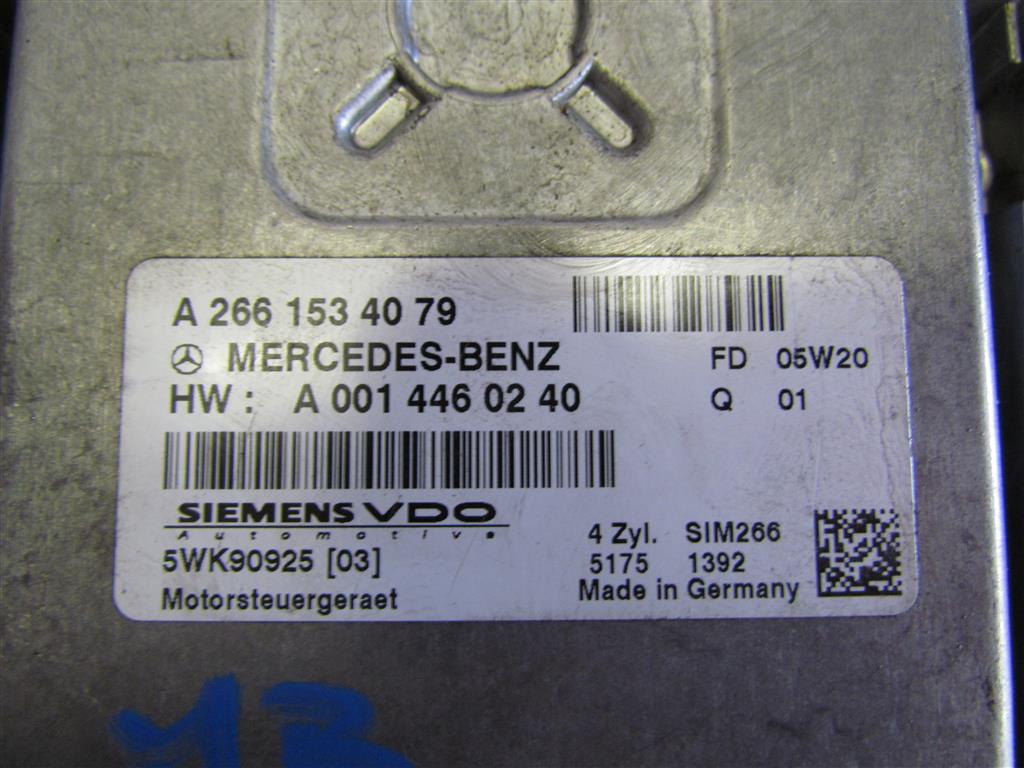 A 266 153 40 79
MERCEDES-BENZ FD 05W20
HW : A 001 446 02 40 Q 01
SIEMENS VDO
Automotive
4 Zyl. SIM266
5WK90925 [03] 5175 1392
Motorsteuergeraet Made in Germany